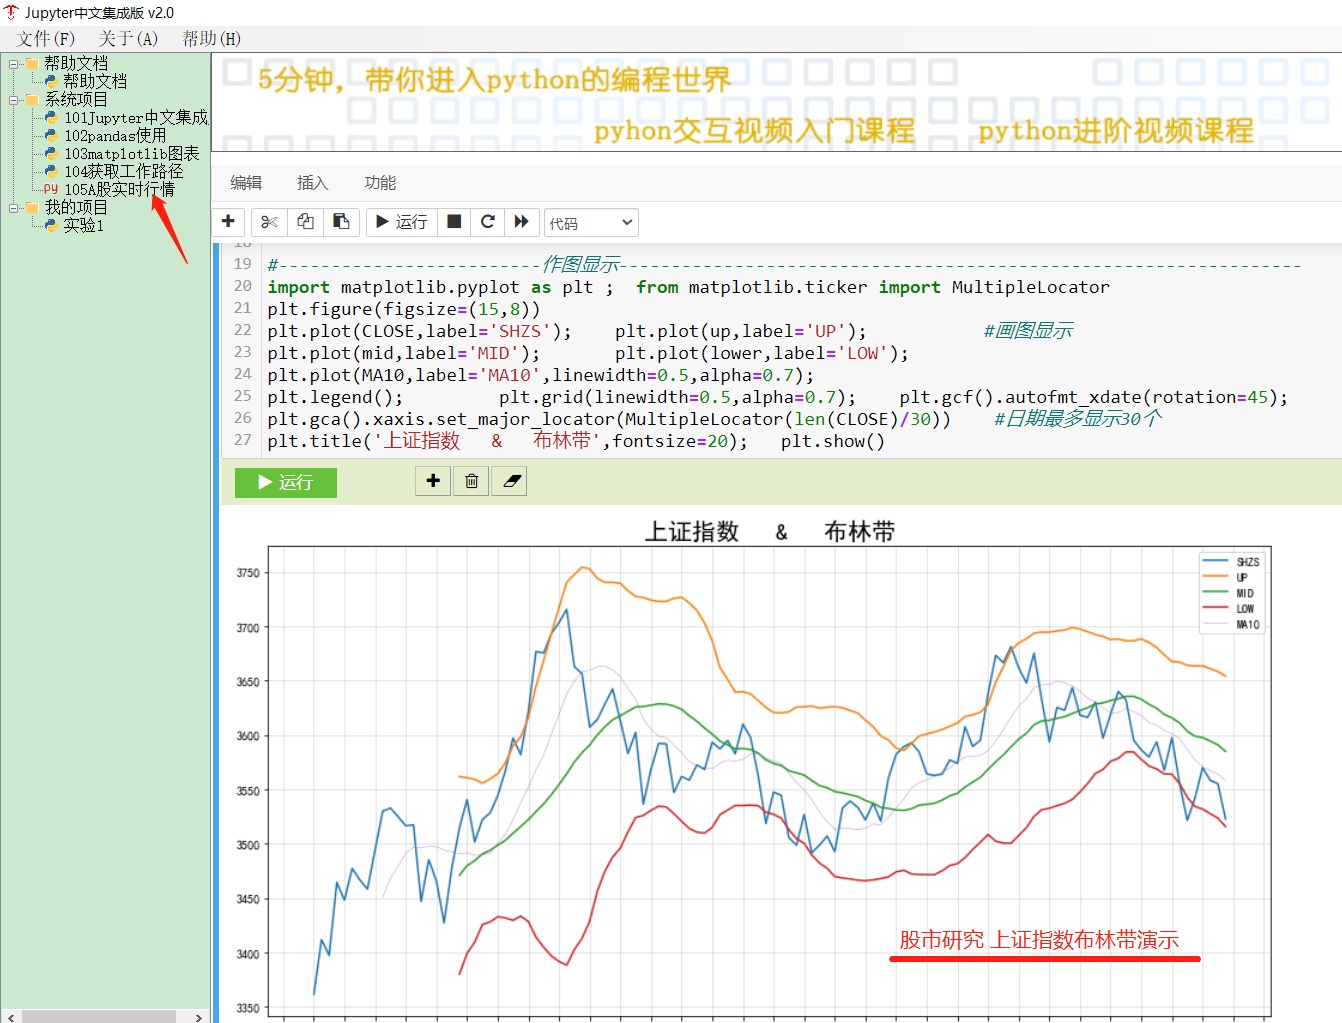 Jupyter中文集成版 v2.0
文件(F) 关于(A) 帮助(H)
帮助文档
帮助文档
系统项目
101Jupyter中文集成
102pandas使用
103matplotlib图表
104获取工作路径
105A股实时行情
我的项目
实验1
5分钟，带你进入python的编程世界
pyhon交互视频入门课程 python进阶视频课程
编辑 插入 功能
运行 代码
18
19 #-------------------------作图显示-----------------------------------------------------------------
20 import matplotlib.pyplot as plt ;  from matplotlib.ticker import MultipleLocator
21 plt.figure(figsize=(15,8))
22 plt.plot(CLOSE,label='SHZS');    plt.plot(up,label='UP');           #画图显示
23 plt.plot(mid,label='MID');       plt.plot(lower,label='LOW');
24 plt.plot(MA10,label='MA10',linewidth=0.5,alpha=0.7);
25 plt.legend();         plt.grid(linewidth=0.5,alpha=0.7);    plt.gcf().autofmt_xdate(rotation=45);
26 plt.gca().xaxis.set_major_locator(MultipleLocator(len(CLOSE)/30))    #日期最多显示30个
27 plt.title('上证指数   &   布林带',fontsize=20);   plt.show()
运行
上证指数 & 布林带
SHZS
UP
MID
LOW
MA10
3750
3700
3650
3600
3550
3500
3450
3400
3350
股市研究 上证指数布林带演示